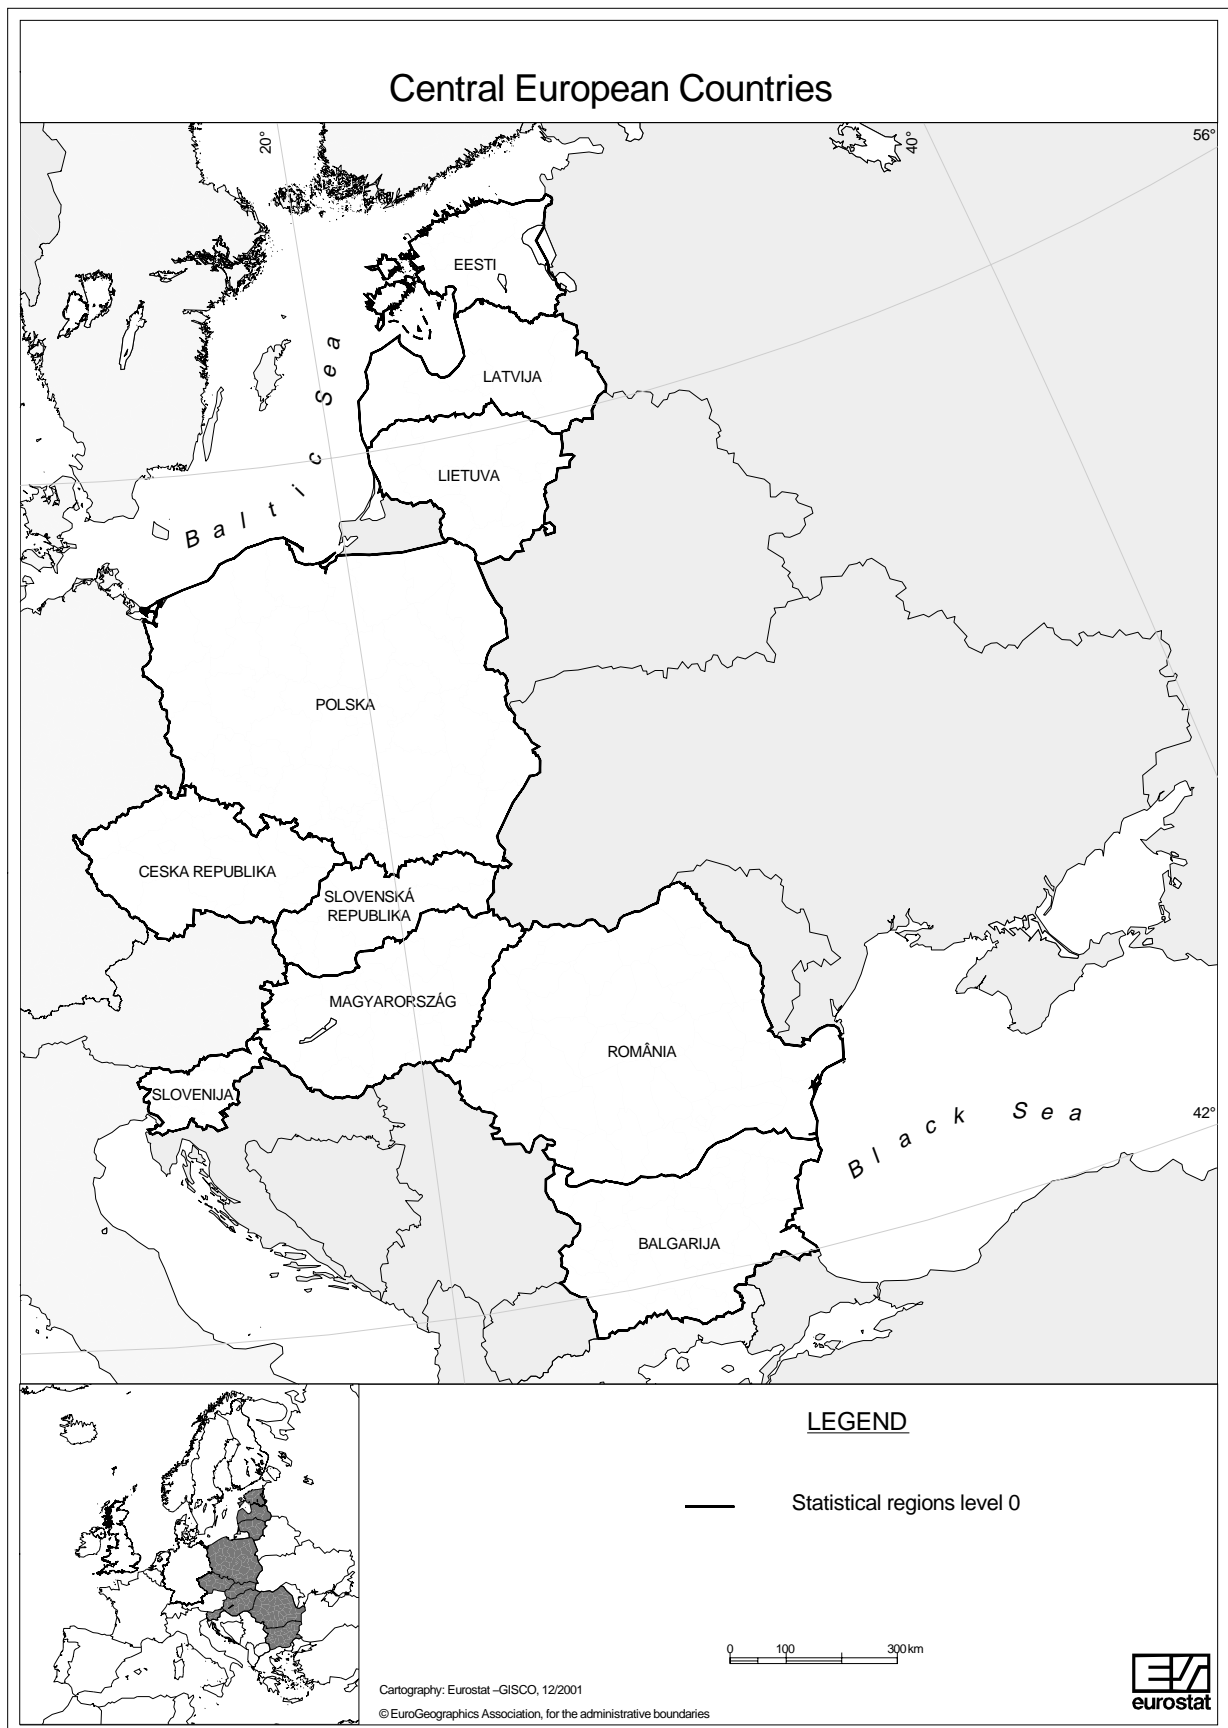 Central European Countries
20°
40°
56°
EESTI
Baltic Sea
LATVIJA
LIETUVA
POLSKA
CESKA REPUBLIKA
SLOVENSKÁ
REPUBLIKA
MAGYARORSZÁG
ROMÂNIA
SLOVENIJA
Black Sea
42°
BALGARIJA
LEGEND
Statistical regions level 0
0 100 300 km
Cartography: Eurostat –GISCO, 12/2001
© EuroGeographics Association, for the administrative boundaries
eurostat